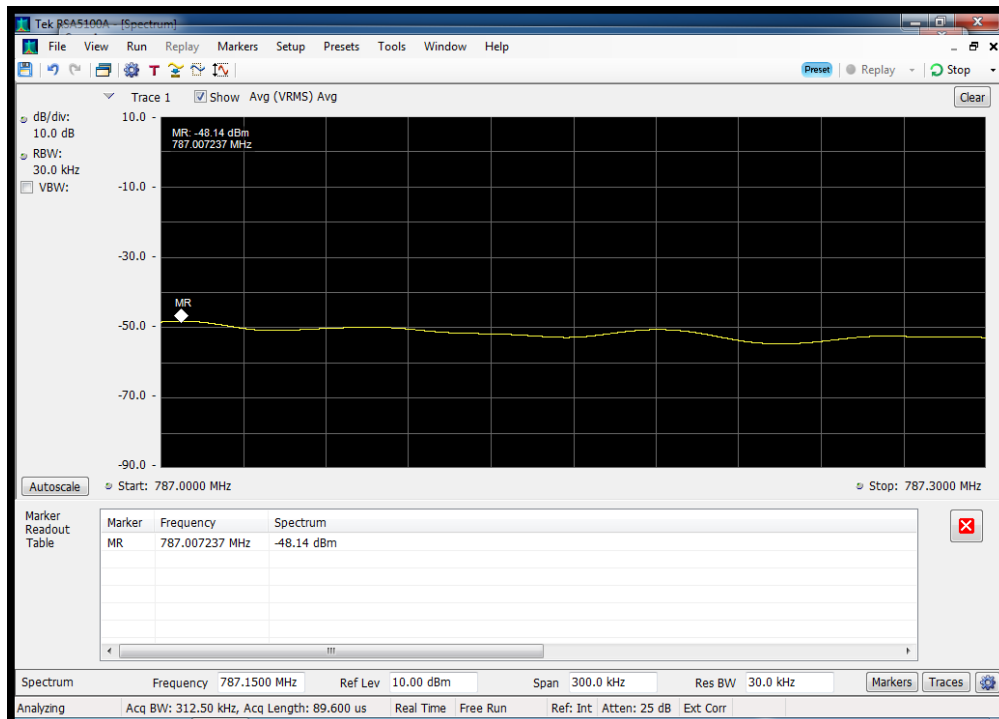 Tek RSA5100A - [Spectrum]
File View Run Replay Markers Setup Presets Tools Window Help
T Preset Replay Stop
Trace 1 Show Avg (VRMS) Avg Clear
dB/div:
10.0 dB
RBW:
30.0 kHz
VBW:
10.0
MR: -48.14 dBm
787.007237 MHz
-10.0
-30.0
MR
-50.0
-70.0
-90.0
Autoscale Start: 787.0000 MHz Stop: 787.3000 MHz
Marker
Readout
Table
Marker Frequency Spectrum
MR 787.007237 MHz -48.14 dBm
Spectrum Frequency 787.1500 MHz Ref Lev 10.00 dBm Span 300.0 kHz Res BW 30.0 kHz Markers Traces
Analyzing Acq BW: 312.50 kHz, Acq Length: 89.600 us Real Time Free Run Ref: Int Atten: 25 dB Ext Corr